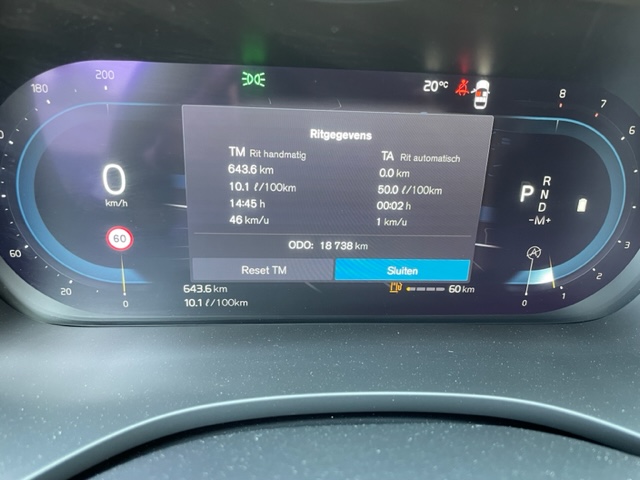 200
180
20°C
8
7
6
Ritgegevens
TM Rit handmatig
643.6 km
10.1 ℓ/100km
14:45 h
46 km/u
TA Rit automatisch
0.0 km
50.0 ℓ/100km
00:02 h
1 km/u
0
km/h
60
P
R
N
D
-M+
A
ODO: 18 738 km
Reset TM
Sluiten
60
20
0
643.6 km
10.1 ℓ/100km
60 km
3
2
1
0